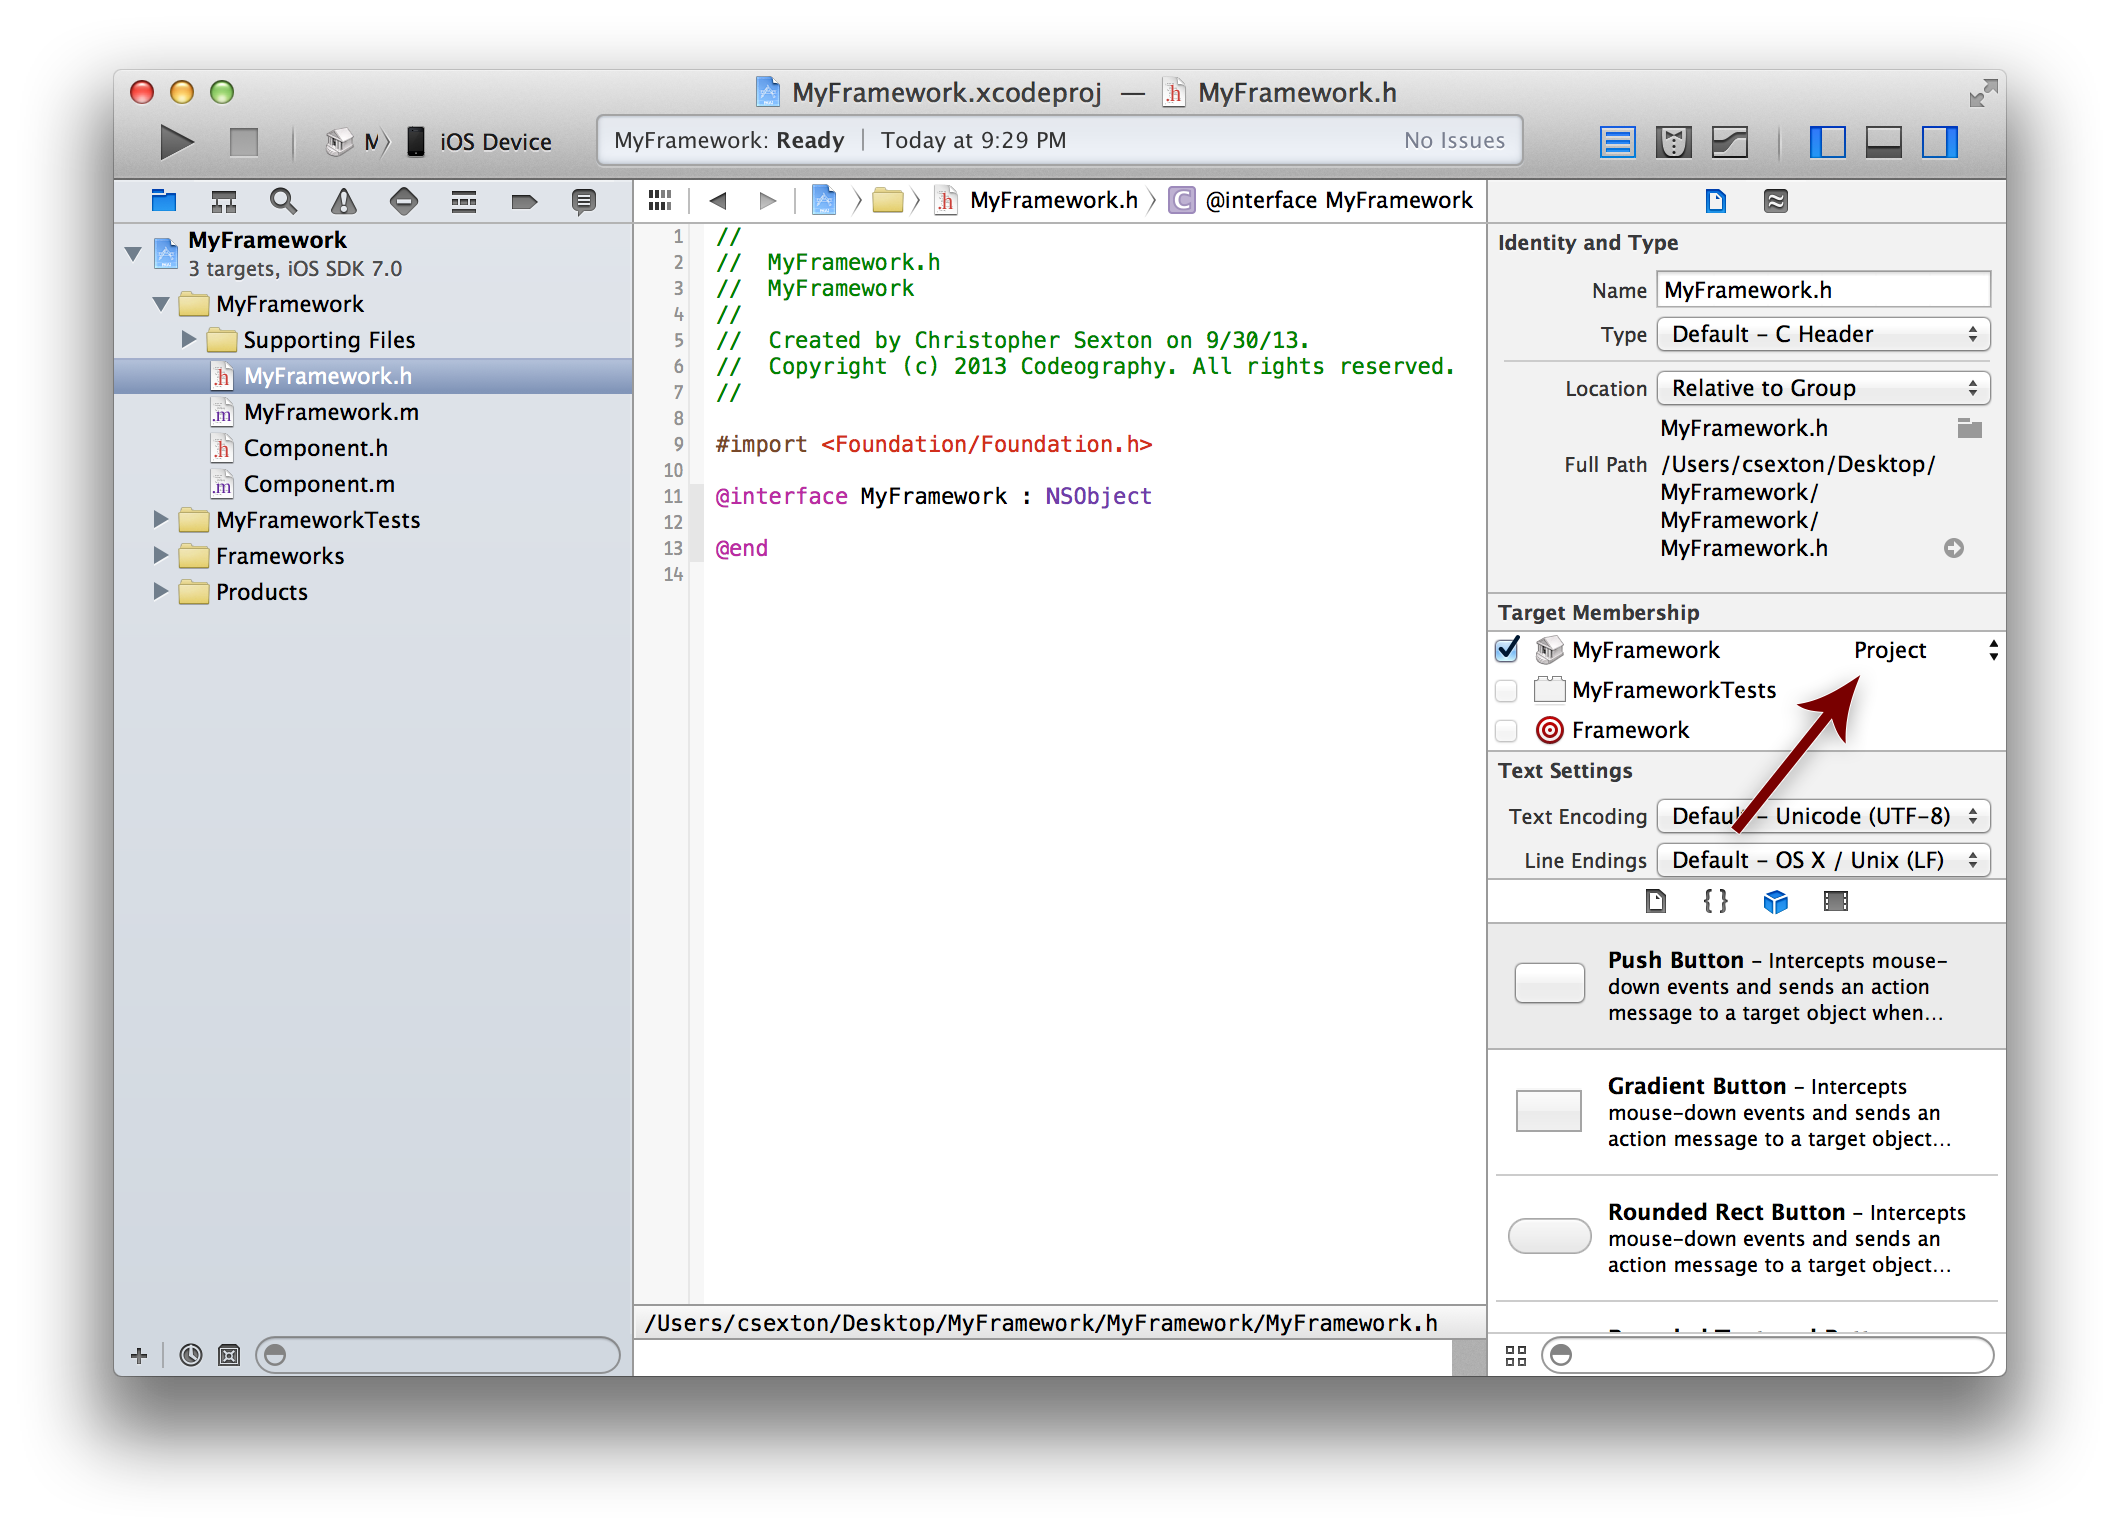 MyFramework.xcodeproj — MyFramework.h
iOS Device
MyFramework: Ready | Today at 9:29 PM No Issues
MyFramework
3 targets, iOS SDK 7.0
MyFramework
Supporting Files
MyFramework.h
MyFramework.m
Component.h
Component.m
MyFrameworkTests
Frameworks
Products
MyFramework.h @interface MyFramework
1 //
2 //  MyFramework.h
3 //  MyFramework
4 //
5 //  Created by Christopher Sexton on 9/30/13.
6 //  Copyright (c) 2013 Codeography. All rights reserved.
7 //
8
9 #import <Foundation/Foundation.h>
10
11 @interface MyFramework : NSObject
12
13 @end
14
/Users/csexton/Desktop/MyFramework/MyFramework/MyFramework.h
Identity and Type
Name MyFramework.h
Type Default - C Header
Location Relative to Group
MyFramework.h
Full Path /Users/csexton/Desktop/
MyFramework/
MyFramework/
MyFramework.h
Target Membership
MyFramework Project
MyFrameworkTests
Framework
Text Settings
Text Encoding Default - Unicode (UTF-8)
Line Endings Default - OS X / Unix (LF)
{ }
Push Button - Intercepts mouse-
down events and sends an action
message to a target object when...
Gradient Button - Intercepts
mouse-down events and sends an
action message to a target object...
Rounded Rect Button - Intercepts
mouse-down events and sends an
action message to a target object...